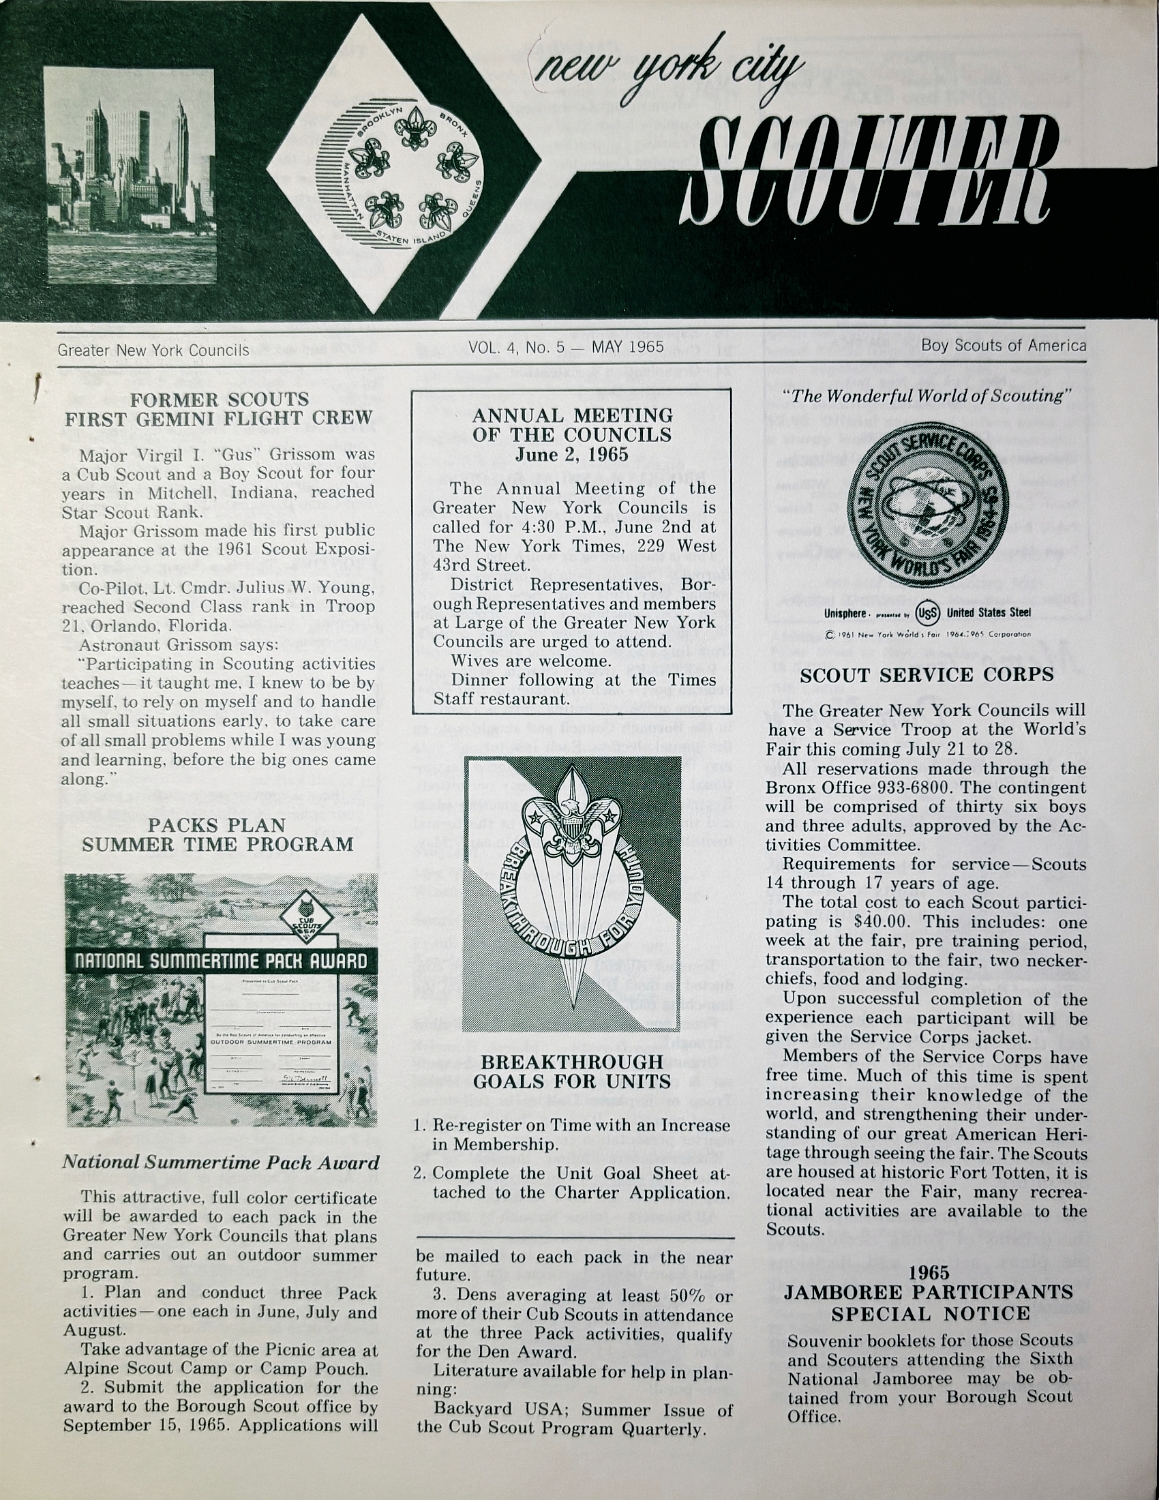 new york city
SCOUTER
BROOKLYN
BRONX
MANHATTAN
QUEENS
STATEN ISLAND
Greater New York Councils
VOL. 4, No. 5 — MAY 1965
Boy Scouts of America
FORMER SCOUTS
FIRST GEMINI FLIGHT CREW
Major Virgil I. "Gus" Grissom was
a Cub Scout and a Boy Scout for four
years in Mitchell, Indiana, reached
Star Scout Rank.
Major Grissom made his first public
appearance at the 1961 Scout Exposi-
tion.
Co-Pilot, Lt. Cmdr. Julius W. Young,
reached Second Class rank in Troop
21, Orlando, Florida.
Astronaut Grissom says:
"Participating in Scouting activities
teaches—it taught me, I knew to be by
myself, to rely on myself and to handle
all small situations early, to take care
of all small problems while I was young
and learning, before the big ones came
along."
PACKS PLAN
SUMMER TIME PROGRAM
CUB
SCOUTS
BSA
NATIONAL SUMMERTIME PACK AWARD
Presented to Cub Scout Pack
By the Boy Scouts of America for conducting an effective
OUTDOOR SUMMERTIME PROGRAM
National Summertime Pack Award
This attractive, full color certificate
will be awarded to each pack in the
Greater New York Councils that plans
and carries out an outdoor summer
program.
1. Plan and conduct three Pack
activities—one each in June, July and
August.
Take advantage of the Picnic area at
Alpine Scout Camp or Camp Pouch.
2. Submit the application for the
award to the Borough Scout office by
September 15, 1965. Applications will
ANNUAL MEETING
OF THE COUNCILS
June 2, 1965
The Annual Meeting of the
Greater New York Councils is
called for 4:30 P.M., June 2nd at
The New York Times, 229 West
43rd Street.
District Representatives, Bor-
ough Representatives and members
at Large of the Greater New York
Councils are urged to attend.
Wives are welcome.
Dinner following at the Times
Staff restaurant.
BREAKTHROUGH FOR YOUTH
BREAKTHROUGH
GOALS FOR UNITS
1. Re-register on Time with an Increase
in Membership.
2. Complete the Unit Goal Sheet at-
tached to the Charter Application.
be mailed to each pack in the near
future.
3. Dens averaging at least 50% or
more of their Cub Scouts in attendance
at the three Pack activities, qualify
for the Den Award.
Literature available for help in plan-
ning:
Backyard USA; Summer Issue of
the Cub Scout Program Quarterly.
"The Wonderful World of Scouting"
SCOUT SERVICE CORPS
NEW YORK WORLD'S FAIR 1964-65
Unisphere - presented by USS United States Steel
© 1961 New York World's Fair 1964-1965 Corporation
SCOUT SERVICE CORPS
The Greater New York Councils will
have a Service Troop at the World's
Fair this coming July 21 to 28.
All reservations made through the
Bronx Office 933-6800. The contingent
will be comprised of thirty six boys
and three adults, approved by the Ac-
tivities Committee.
Requirements for service—Scouts
14 through 17 years of age.
The total cost to each Scout partici-
pating is $40.00. This includes: one
week at the fair, pre training period,
transportation to the fair, two necker-
chiefs, food and lodging.
Upon successful completion of the
experience each participant will be
given the Service Corps jacket.
Members of the Service Corps have
free time. Much of this time is spent
increasing their knowledge of the
world, and strengthening their under-
standing of our great American Heri-
tage through seeing the fair. The Scouts
are housed at historic Fort Totten, it is
located near the Fair, many recrea-
tional activities are available to the
Scouts.
1965
JAMBOREE PARTICIPANTS
SPECIAL NOTICE
Souvenir booklets for those Scouts
and Scouters attending the Sixth
National Jamboree may be ob-
tained from your Borough Scout
Office.